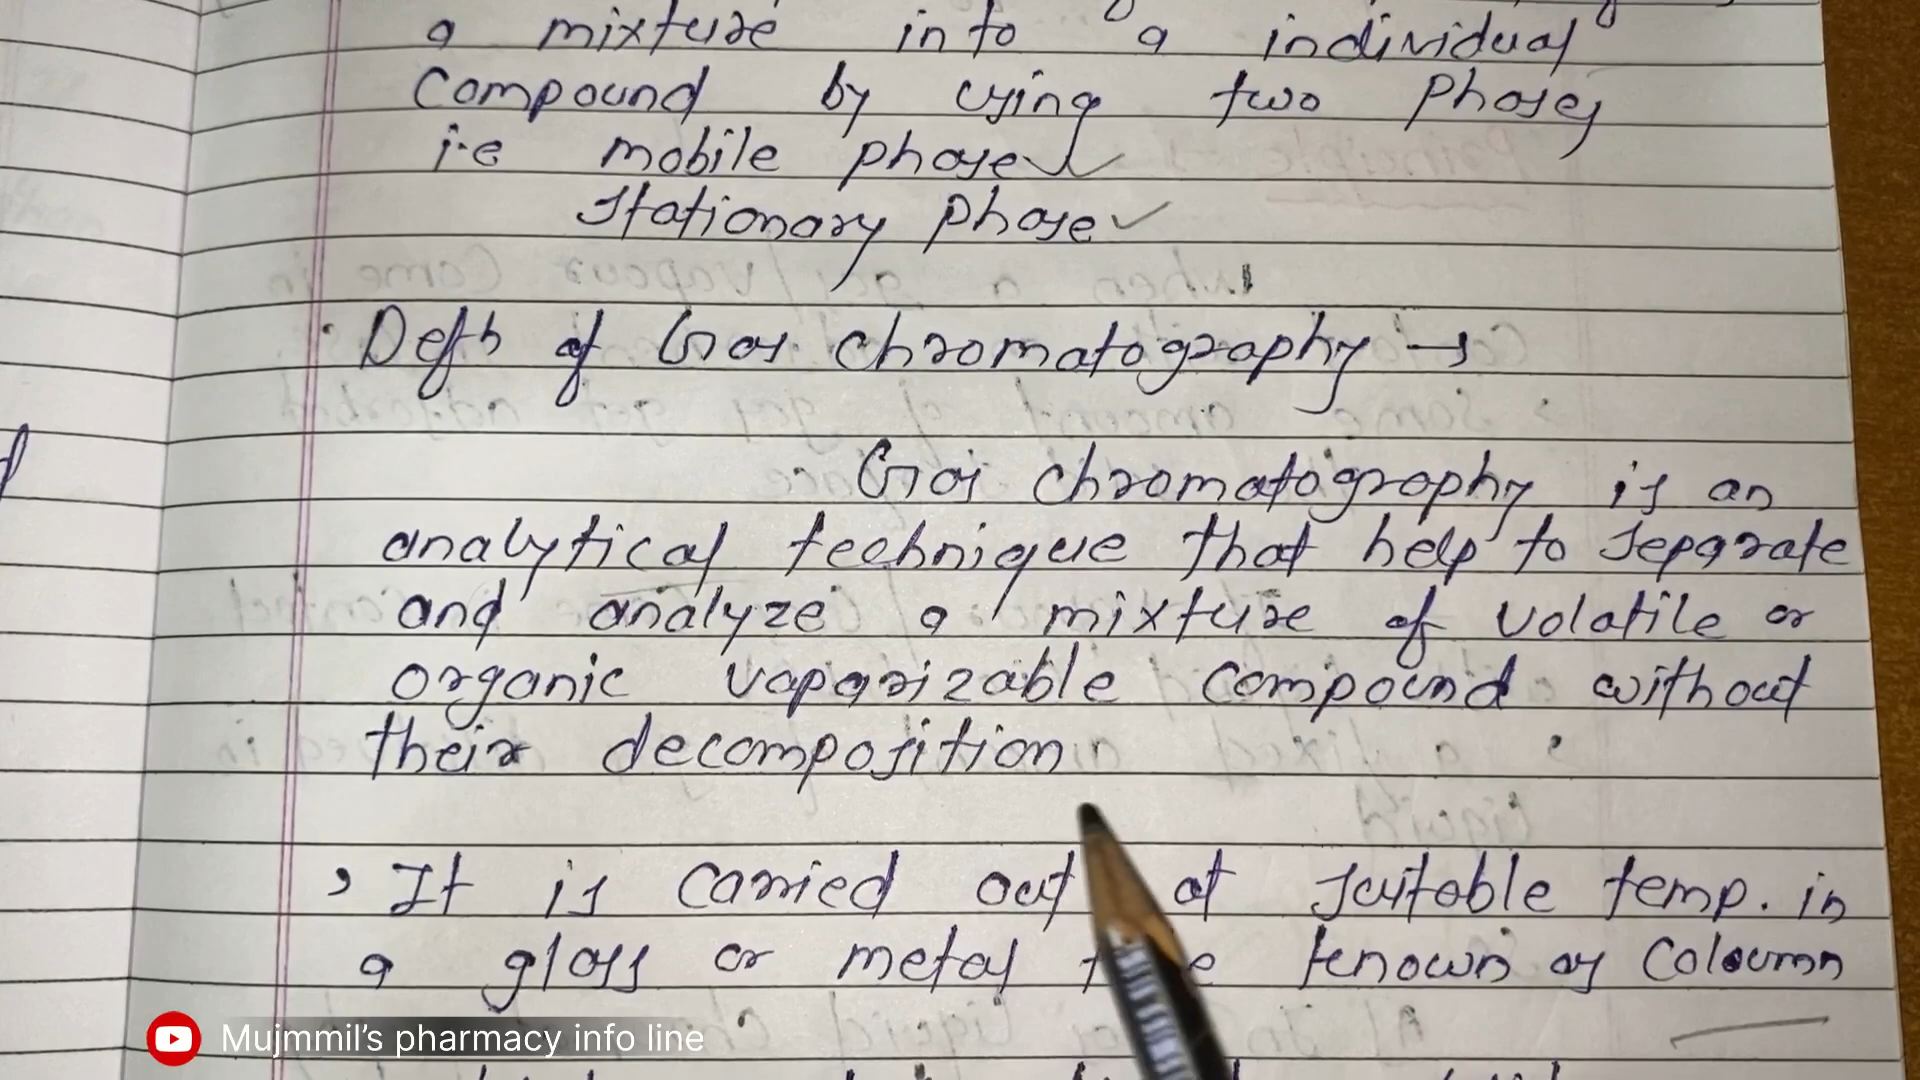 a mixture into a individual
Compound by using two Phases
i.e mobile phase
Stationary phase
Defn of Gas chromatography →
Gas chromatography is an
analytical technique that help to separate
and analyze a mixture of volatile or
organic vaporizable compound without
their decomposition
It is carried out at suitable temp. in
a glass or metal known as Coloumn
Mujmmil's pharmacy info line